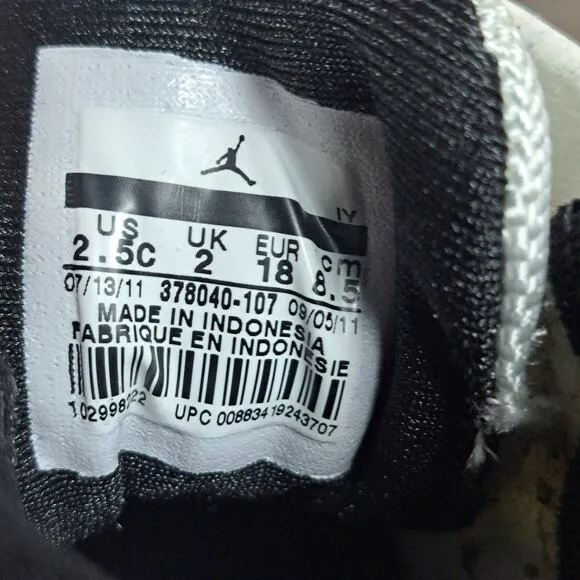 IY
US UK EUR cm
2.5C 2 18 8.5
07/13/11 378040-107 09/05/11
MADE IN INDONESIA
FABRIQUE EN INDONESIE
UPC 00883419243707